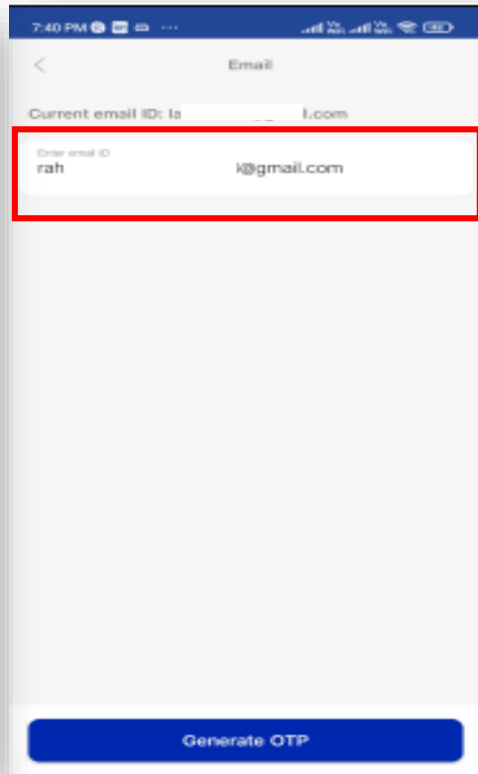 7:40 PM
Email
Current email ID: la l.com
Enter email ID
rah @gmail.com
Generate OTP